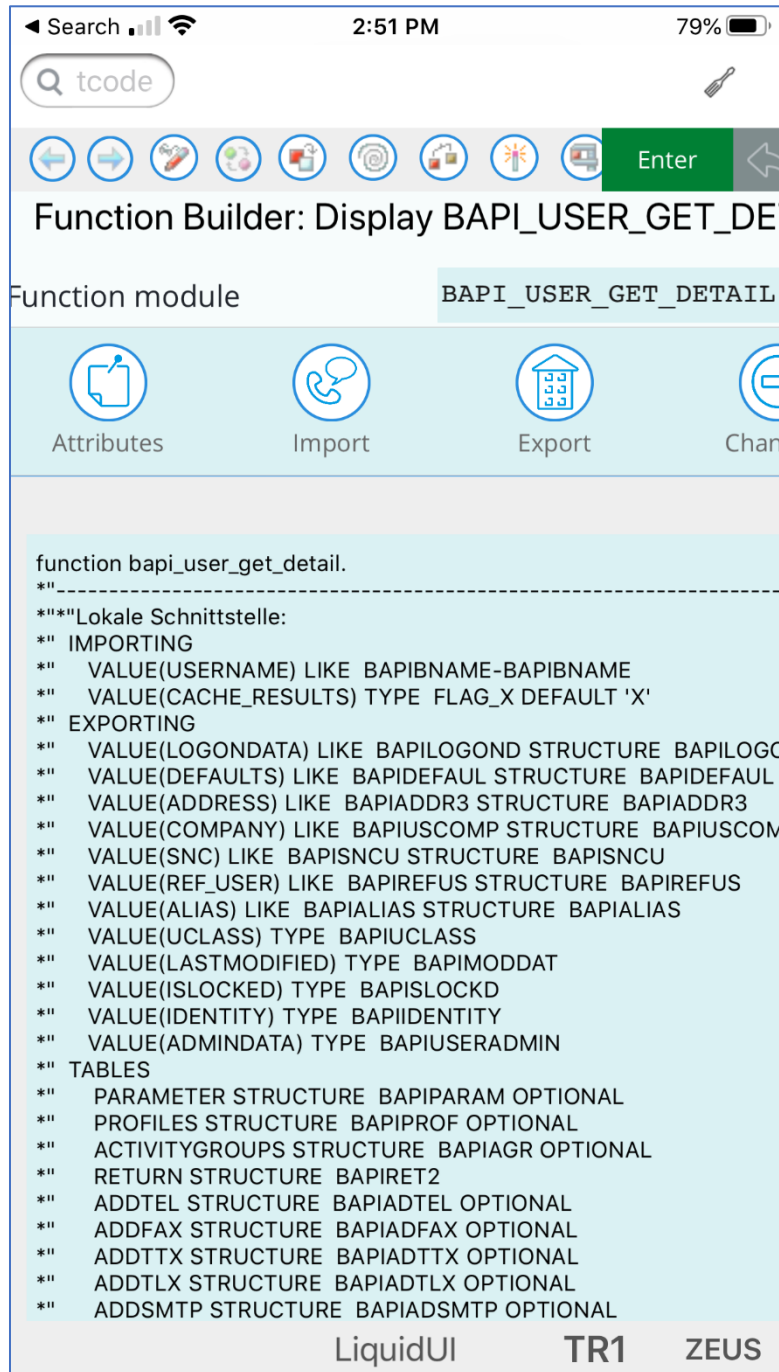 ◀ Search 2:51 PM 79%
tcode
Enter
Function Builder: Display BAPI_USER_GET_DE
Function module BAPI_USER_GET_DETAIL
Attributes Import Export Chan
function bapi_user_get_detail.
*"----------------------------------------------------------------------
*"*"Lokale Schnittstelle:
*" IMPORTING
*" VALUE(USERNAME) LIKE BAPIBNAME-BAPIBNAME
*" VALUE(CACHE_RESULTS) TYPE FLAG_X DEFAULT 'X'
*" EXPORTING
*" VALUE(LOGONDATA) LIKE BAPILOGOND STRUCTURE BAPILOGO
*" VALUE(DEFAULTS) LIKE BAPIDEFAUL STRUCTURE BAPIDEFAUL
*" VALUE(ADDRESS) LIKE BAPIADDR3 STRUCTURE BAPIADDR3
*" VALUE(COMPANY) LIKE BAPIUSCOMP STRUCTURE BAPIUSCOM
*" VALUE(SNC) LIKE BAPISNCU STRUCTURE BAPISNCU
*" VALUE(REF_USER) LIKE BAPIREFUS STRUCTURE BAPIREFUS
*" VALUE(ALIAS) LIKE BAPIALIAS STRUCTURE BAPIALIAS
*" VALUE(UCLASS) TYPE BAPIUCLASS
*" VALUE(LASTMODIFIED) TYPE BAPIMODDAT
*" VALUE(ISLOCKED) TYPE BAPISLOCKD
*" VALUE(IDENTITY) TYPE BAPIIDENTITY
*" VALUE(ADMINDATA) TYPE BAPIUSERADMIN
*" TABLES
*" PARAMETER STRUCTURE BAPIPARAM OPTIONAL
*" PROFILES STRUCTURE BAPIPROF OPTIONAL
*" ACTIVITYGROUPS STRUCTURE BAPIAGR OPTIONAL
*" RETURN STRUCTURE BAPIRET2
*" ADDTEL STRUCTURE BAPIADTEL OPTIONAL
*" ADDFAX STRUCTURE BAPIADFAX OPTIONAL
*" ADDTTX STRUCTURE BAPIADTTX OPTIONAL
*" ADDTLX STRUCTURE BAPIADTLX OPTIONAL
*" ADDSMTP STRUCTURE BAPIADSMTP OPTIONAL
LiquidUI TR1 ZEUS